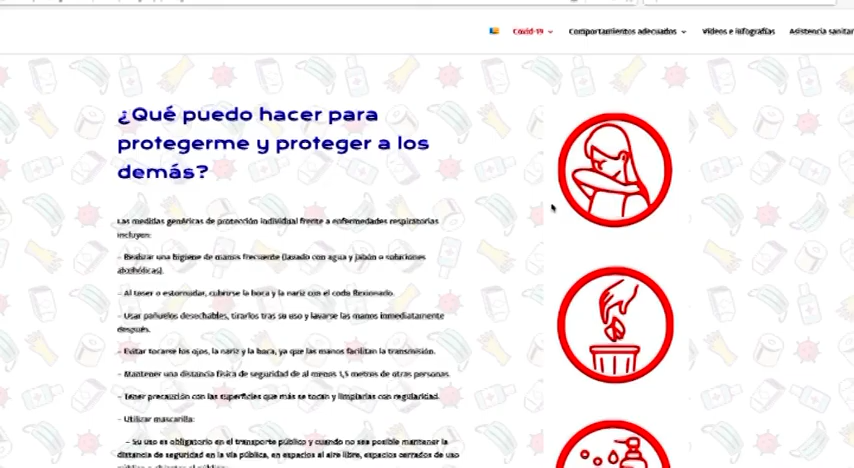 Covid-19 Comportamientos adecuados Vídeos e infografías Asistencia sanitar
¿Qué puedo hacer para
protegerme y proteger a los
demás?
Las medidas genéricas de protección individual frente a enfermedades respiratorias
incluyen:
– Realizar una higiene de manos frecuente (lavado con agua y jabón o soluciones
alcohólicas).
– Al toser o estornudar, cubrirse la boca y la nariz con el codo flexionado.
– Usar pañuelos desechables, tirarlos tras su uso y lavarse las manos inmediatamente
después.
– Evitar tocarse los ojos, la nariz y la boca, ya que las manos facilitan la transmisión.
– Mantener una distancia física de seguridad de al menos 1,5 metros de otras personas.
– Tener precaución con las superficies que más se tocan y limpiarlas con regularidad.
– Utilizar mascarilla:
– Su uso es obligatorio en el transporte público y cuando no sea posible mantener la
distancia de seguridad en la vía pública, en espacios al aire libre, espacios cerrados de uso